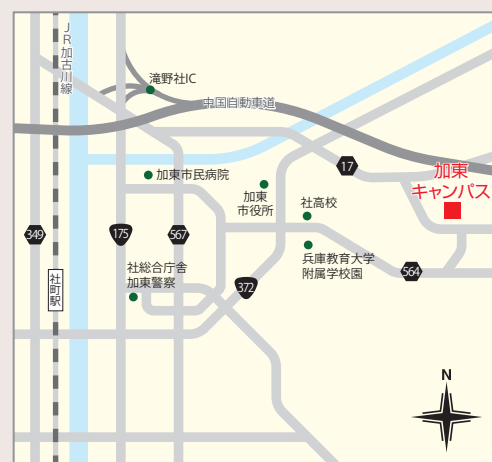 JR加古川線
滝野社IC
中国自動車道
加東市民病院
加東
市役所
社高校
17
加東
キャンパス
349
175
567
社総合庁舎
加東警察
372
兵庫教育大学
附属学校園
564
社町駅
N